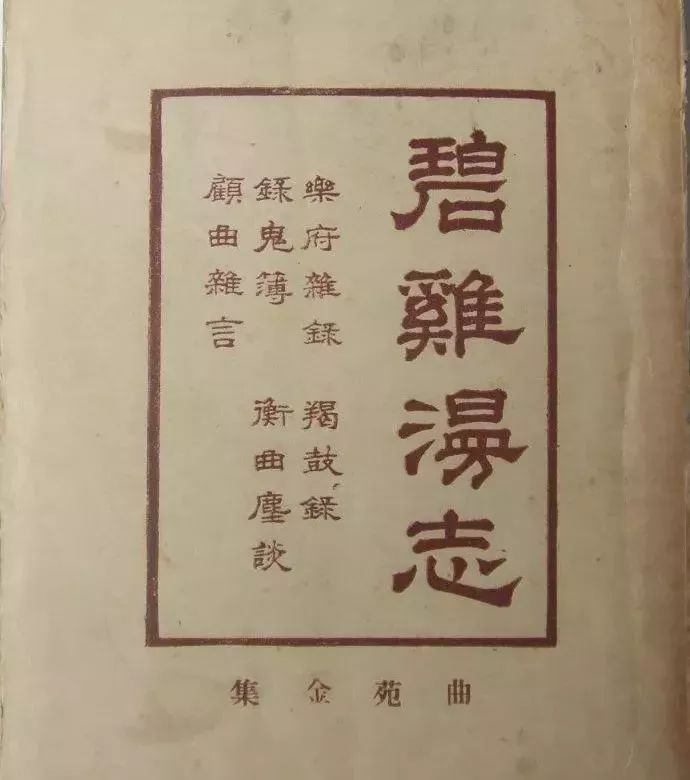 碧雞漫志
樂府雜錄 羯鼓錄
錄鬼簿 衡曲麈談
顧曲雜言
曲苑金集